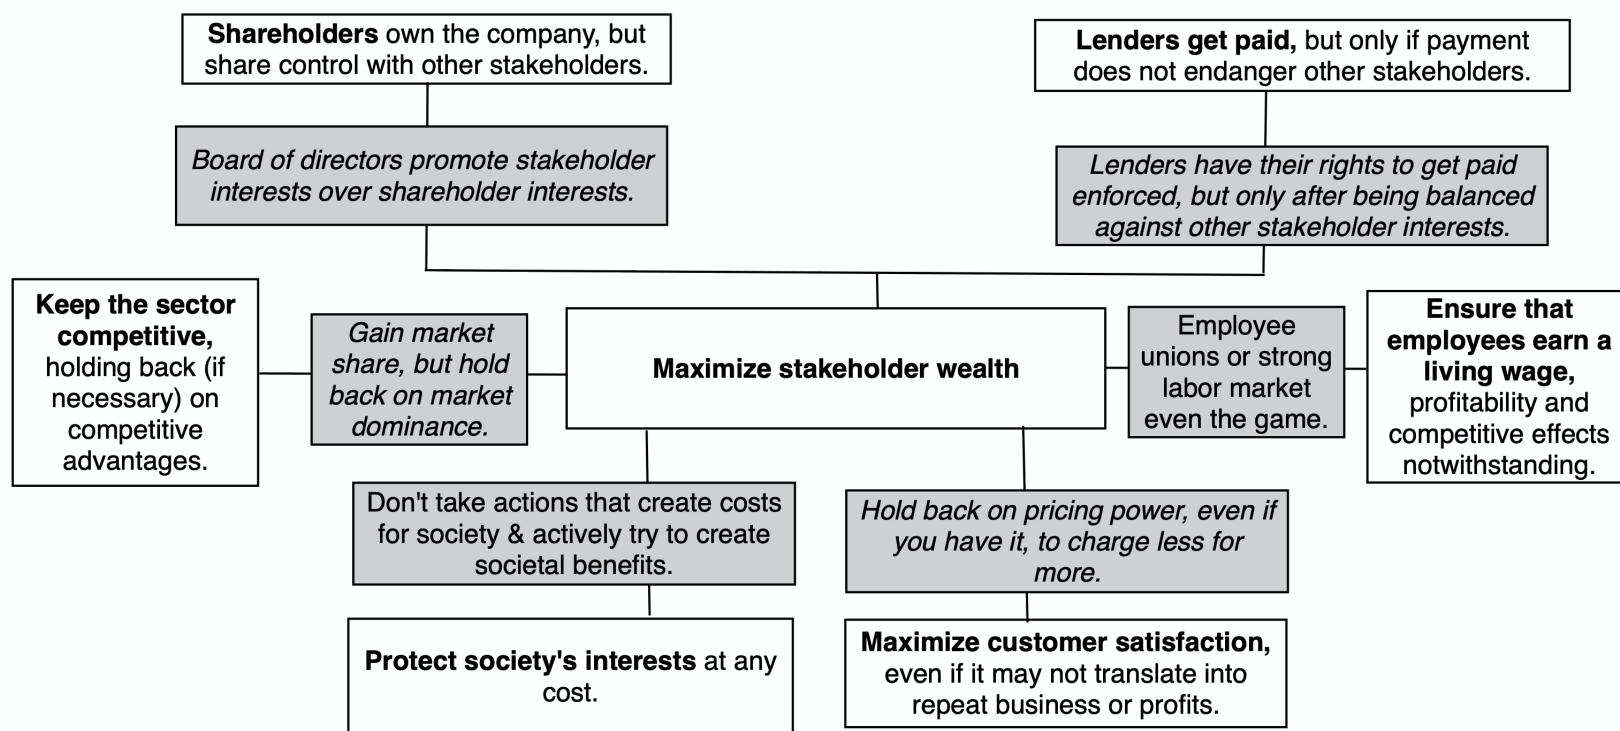 Shareholders own the company, but
share control with other stakeholders.
Lenders get paid, but only if payment
does not endanger other stakeholders.
Board of directors promote stakeholder
interests over shareholder interests.
Lenders have their rights to get paid
enforced, but only after being balanced
against other stakeholder interests.
Keep the sector
competitive,
holding back (if
necessary) on
competitive
advantages.
Gain market
share, but hold
back on market
dominance.
Maximize stakeholder wealth
Employee
unions or strong
labor market
even the game.
Ensure that
employees earn a
living wage,
profitability and
competitive effects
notwithstanding.
Don't take actions that create costs
for society & actively try to create
societal benefits.
Hold back on pricing power, even if
you have it, to charge less for
more.
Protect society's interests at any
cost.
Maximize customer satisfaction,
even if it may not translate into
repeat business or profits.